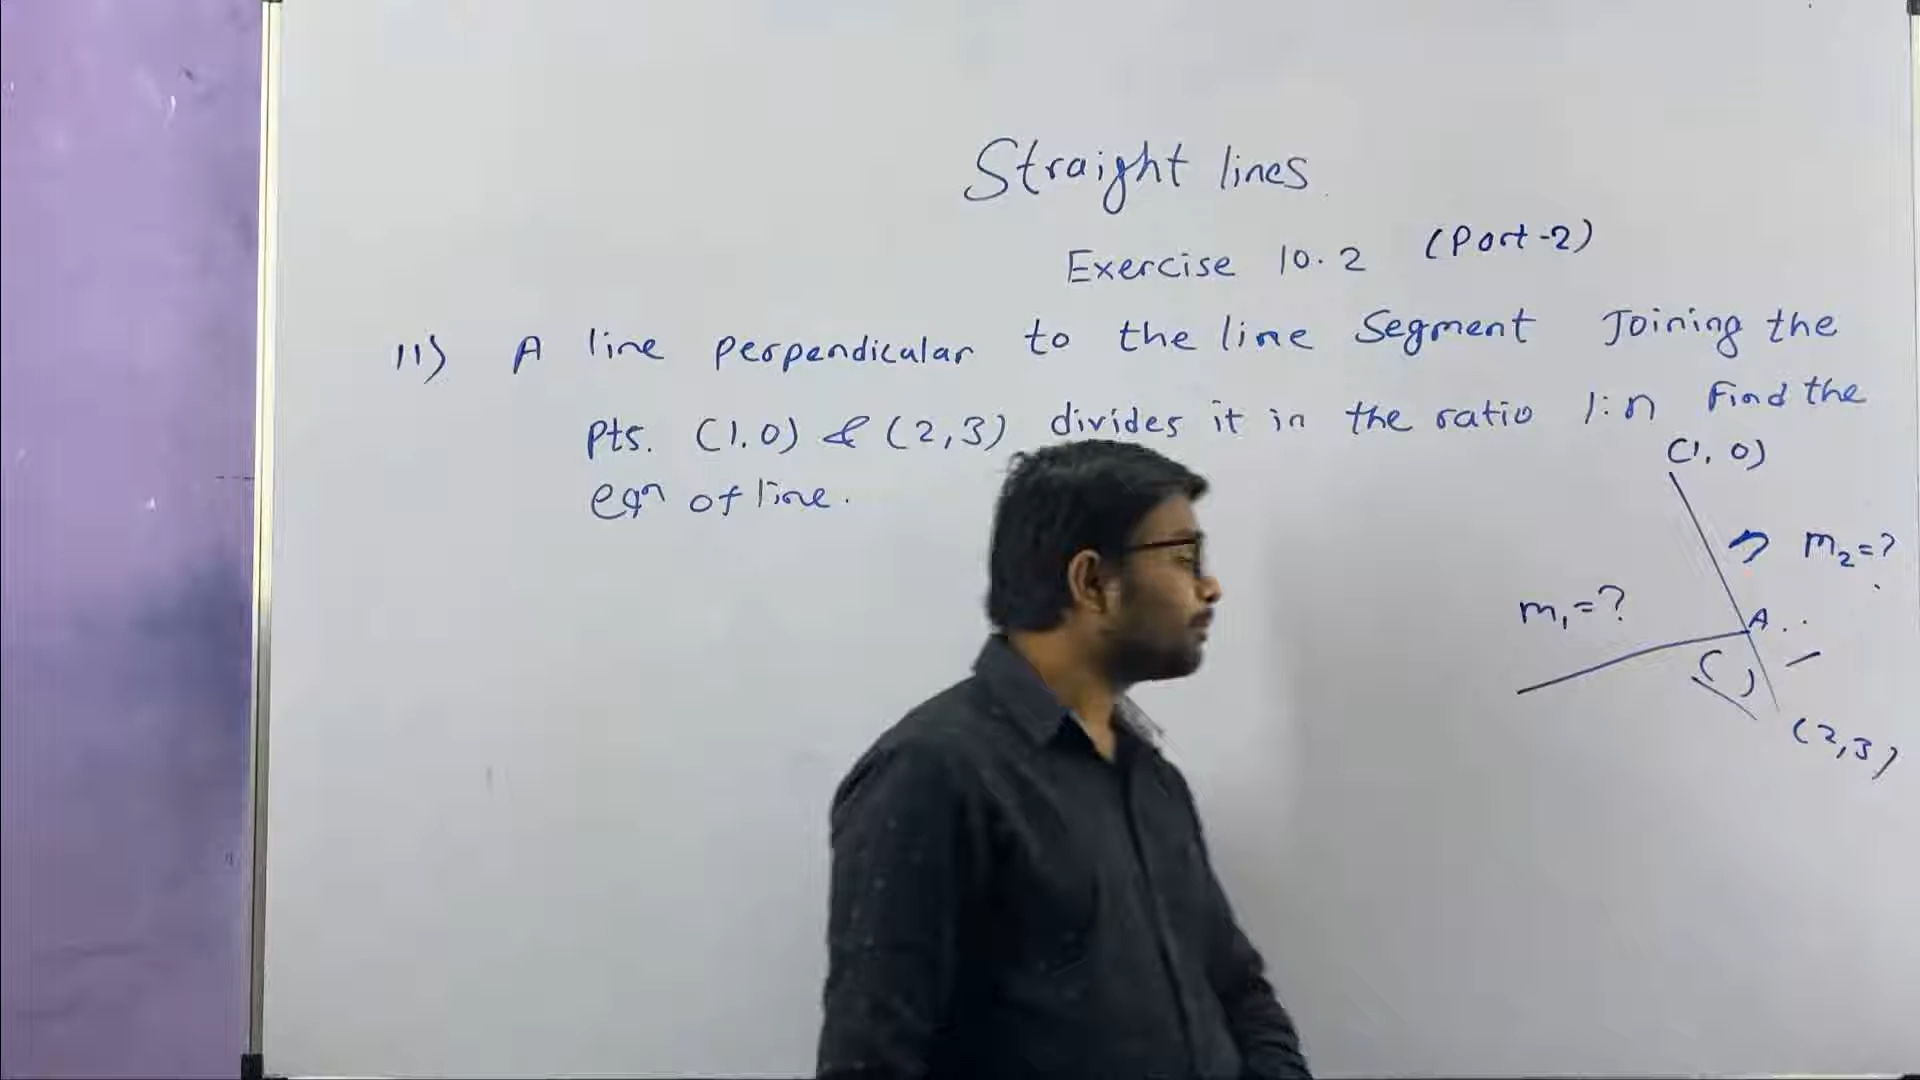 Straight lines
Exercise 10.2 (Part-2)
11) A line perpendicular to the line Segment Joining the
Pts. (1,0) & (2,3) divides it in the ratio 1:n Find the
eqn of line.
(1,0)
m2=?
m1=?
A
(2,3)